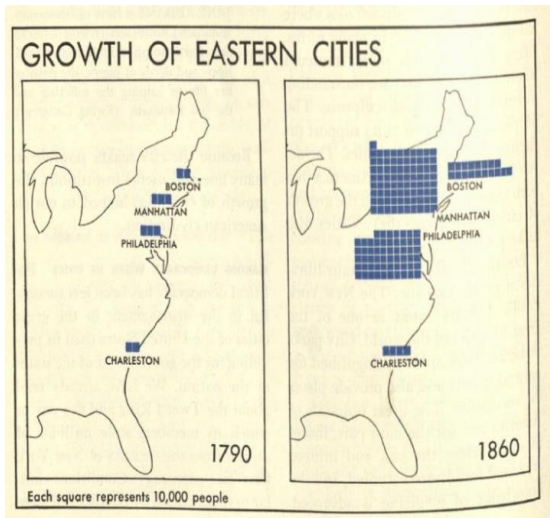 GROWTH OF EASTERN CITIES
BOSTON
MANHATTAN
PHILADELPHIA
CHARLESTON
1790
BOSTON
MANHATTAN
PHILADELPHIA
CHARLESTON
1860
Each square represents 10,000 people